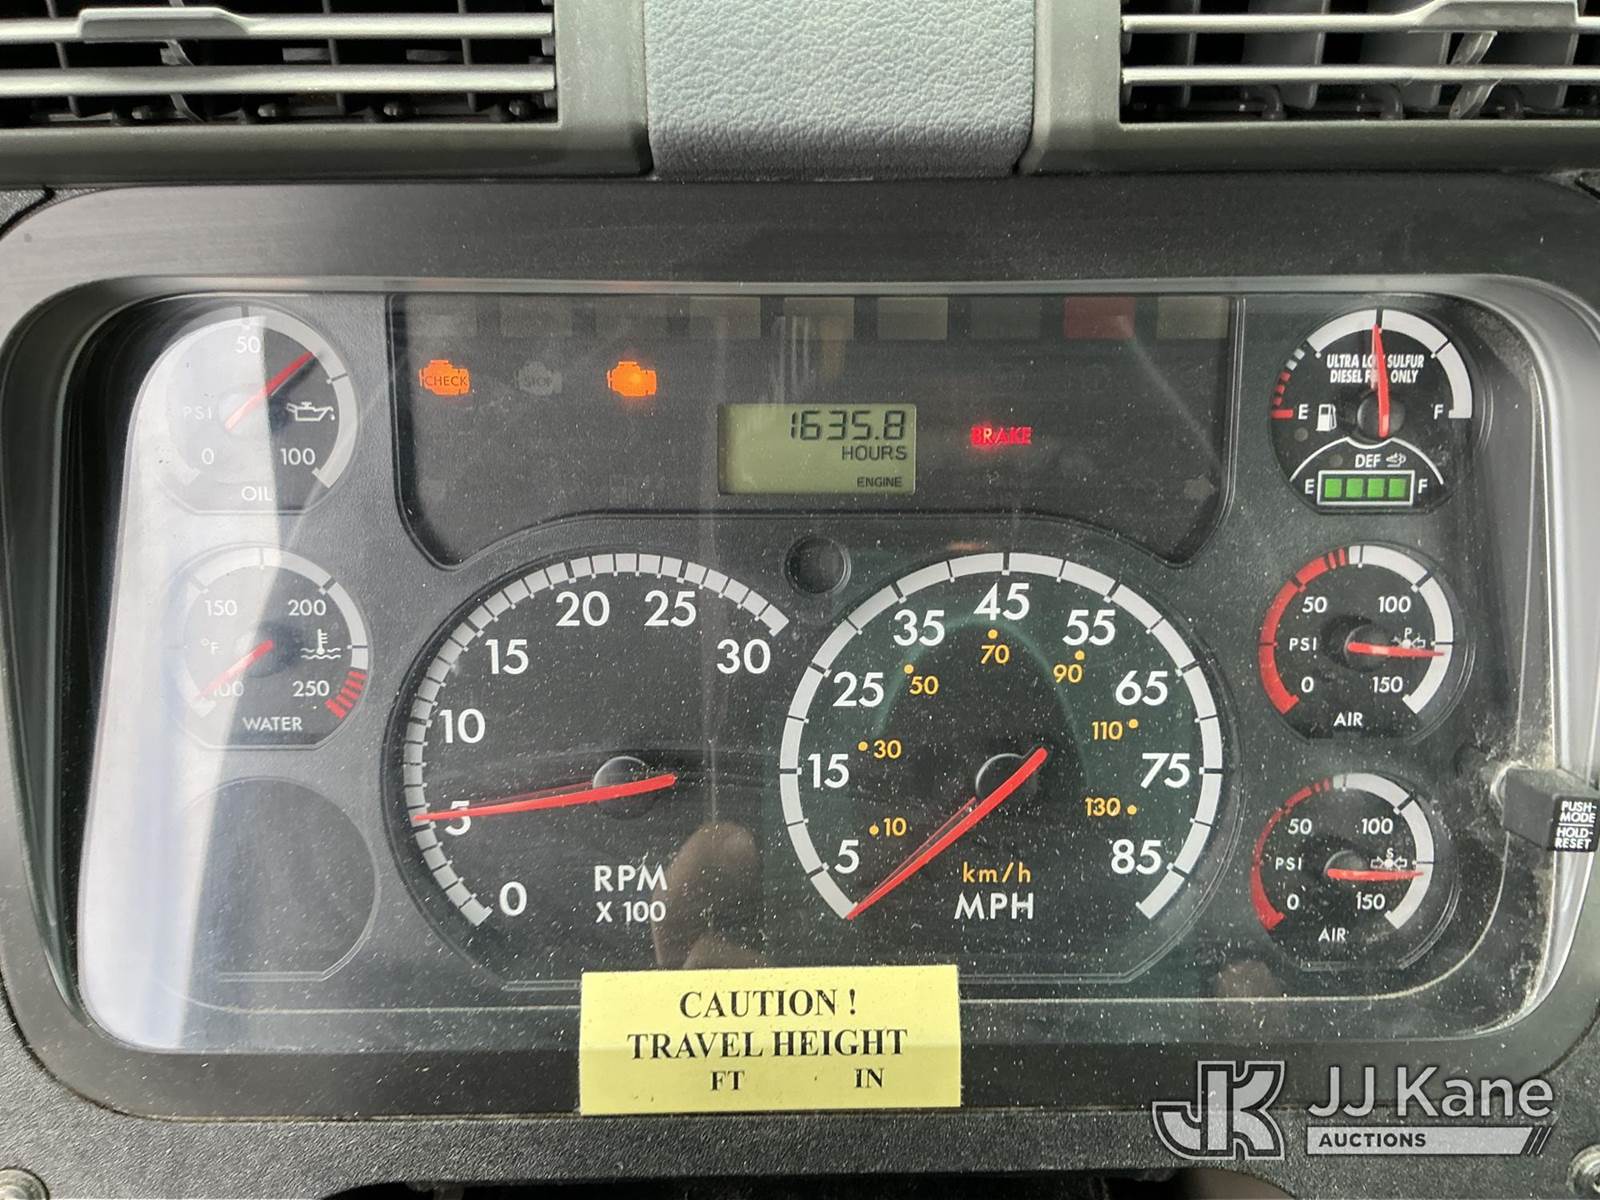 50
PSI
0
100
OIL
CHECK
STOP
1635.8
HOURS
ENGINE
BRAKE
ULTRA LOW SULFUR
DIESEL FUEL ONLY
E
F
DEF
E
F
150
200
°F
100
250
WATER
0
5
10
15
20
25
30
RPM
X 100
5
15
25
35
45
55
65
75
85
10
30
50
70
90
110
130
km/h
MPH
50
100
PSI
P
0
150
AIR
50
100
PSI
S
0
150
AIR
PUSH-
MODE
HOLD-
RESET
CAUTION !
TRAVEL HEIGHT
FT IN
JK JJ Kane
AUCTIONS